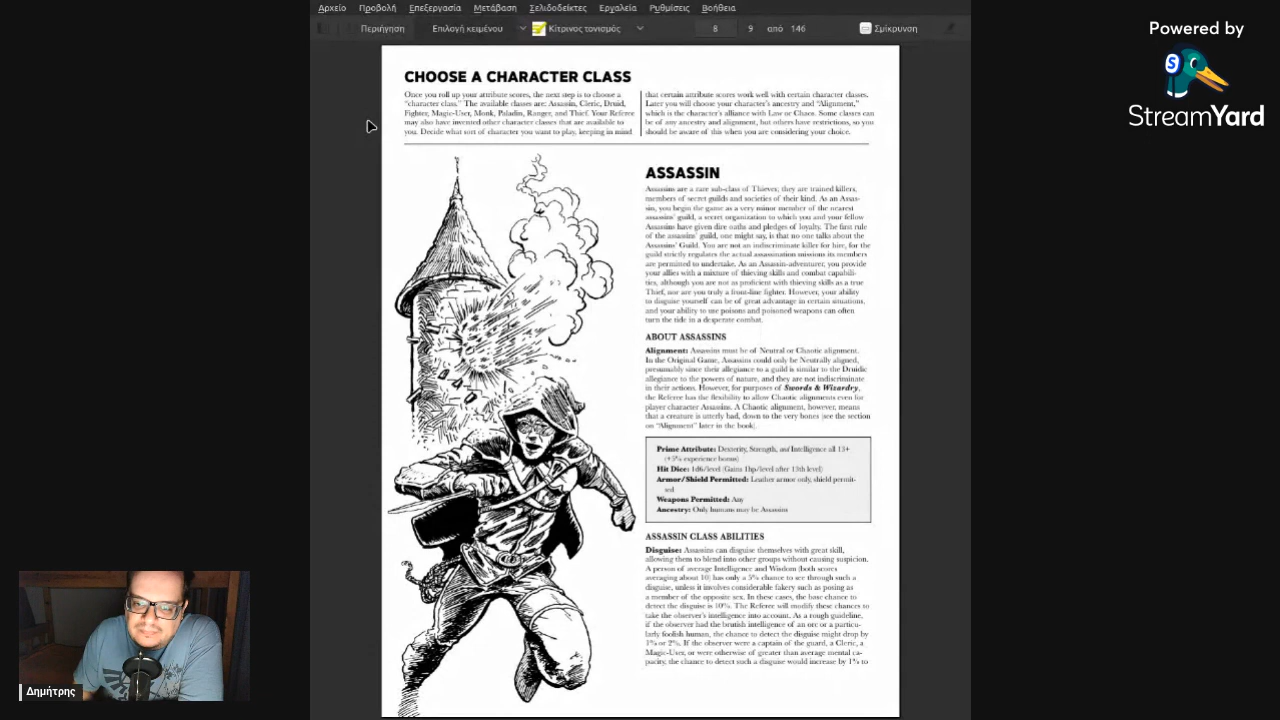 Αρχείο Προβολή Επεξεργασία Μετάβαση Σελιδοδείκτες Εργαλεία Ρυθμίσεις Βοήθεια
Περιήγηση Επιλογή κειμένου Κίτρινος τονισμός 8 9 από 146 Σμίκρυνση
Powered by
StreamYard
CHOOSE A CHARACTER CLASS
Once you roll up your attribute scores, the next step is to choose a
"character class." The available classes are: Assassin, Cleric, Druid,
Fighter, Magic-User, Monk, Paladin, Ranger, and Thief. Your Referee
may also have invented other character classes that are available to
you. Decide what sort of character you want to play, keeping in mind
that certain attribute scores work well with certain character classes.
Later you will choose your character's ancestry and "Alignment,"
which is the character's alliance with Law or Chaos. Some classes can
be of any ancestry and alignment, but others have restrictions, so you
should be aware of this when you are considering your choice.
ASSASSIN
Assassins are a rare sub-class of Thieves; they are trained killers,
members of secret guilds and societies of their kind. As an Assas-
sin, you begin the game as a very minor member of the nearest
assassins' guild, a secret organization to which you and your fellow
Assassins have given dire oaths and pledges of loyalty. The first rule
of the assassins' guild, one might say, is that no one talks about the
Assassins' Guild. You are not an indiscriminate killer for hire, for the
guild strictly regulates the actual assassination missions its members
are permitted to undertake. As an Assassin-adventurer, you provide
your allies with a mixture of thieving skills and combat capabili-
ties, although you are not as proficient with thieving skills as a true
Thief, nor are you truly a front-line fighter. However, your ability
to disguise yourself can be of great advantage in certain situations,
and your ability to use poisons and poisoned weapons can often
turn the tide in a desperate combat.
ABOUT ASSASSINS
Alignment: Assassins must be of Neutral or Chaotic alignment.
In the Original Game, Assassins could only be Neutrally aligned,
presumably since their allegiance to a guild is similar to the Druidic
allegiance to the powers of nature, and they are not indiscriminate
in their actions. However, for purposes of Swords & Wizardry,
the Referee has the flexibility to allow Chaotic alignments even for
player character Assassins. A Chaotic alignment, however, means
that a creature is utterly bad, down to the very bones (see the section
on "Alignment" later in the book).
Prime Attribute: Dexterity, Strength, and Intelligence all 13+
(+5% experience bonus)
Hit Dice: 1d6/level (Gains 1hp/level after 13th level)
Armor/Shield Permitted: Leather armor only, shield permit-
ted
Weapons Permitted: Any
Ancestry: Only humans may be Assassins
ASSASSIN CLASS ABILITIES
Disguise: Assassins can disguise themselves with great skill,
allowing them to blend into other groups without causing suspicion.
A person of average Intelligence and Wisdom (both scores
averaging about 10) has only a 5% chance to see through such a
disguise, unless it involves considerable fakery such as posing as
a member of the opposite sex. In these cases, the base chance to
detect the disguise is 10%. The Referee will modify these chances to
take the observer's intelligence into account. As a rough guideline,
if the observer had the brutish intelligence of an orc or a particu-
larly foolish human, the chance to detect the disguise might drop by
1% or 2%. If the observer were a captain of the guard, a Cleric, a
Magic-User, or were otherwise of greater than average mental ca-
pacity, the chance to detect such a disguise would increase by 1% to
Δημήτρης